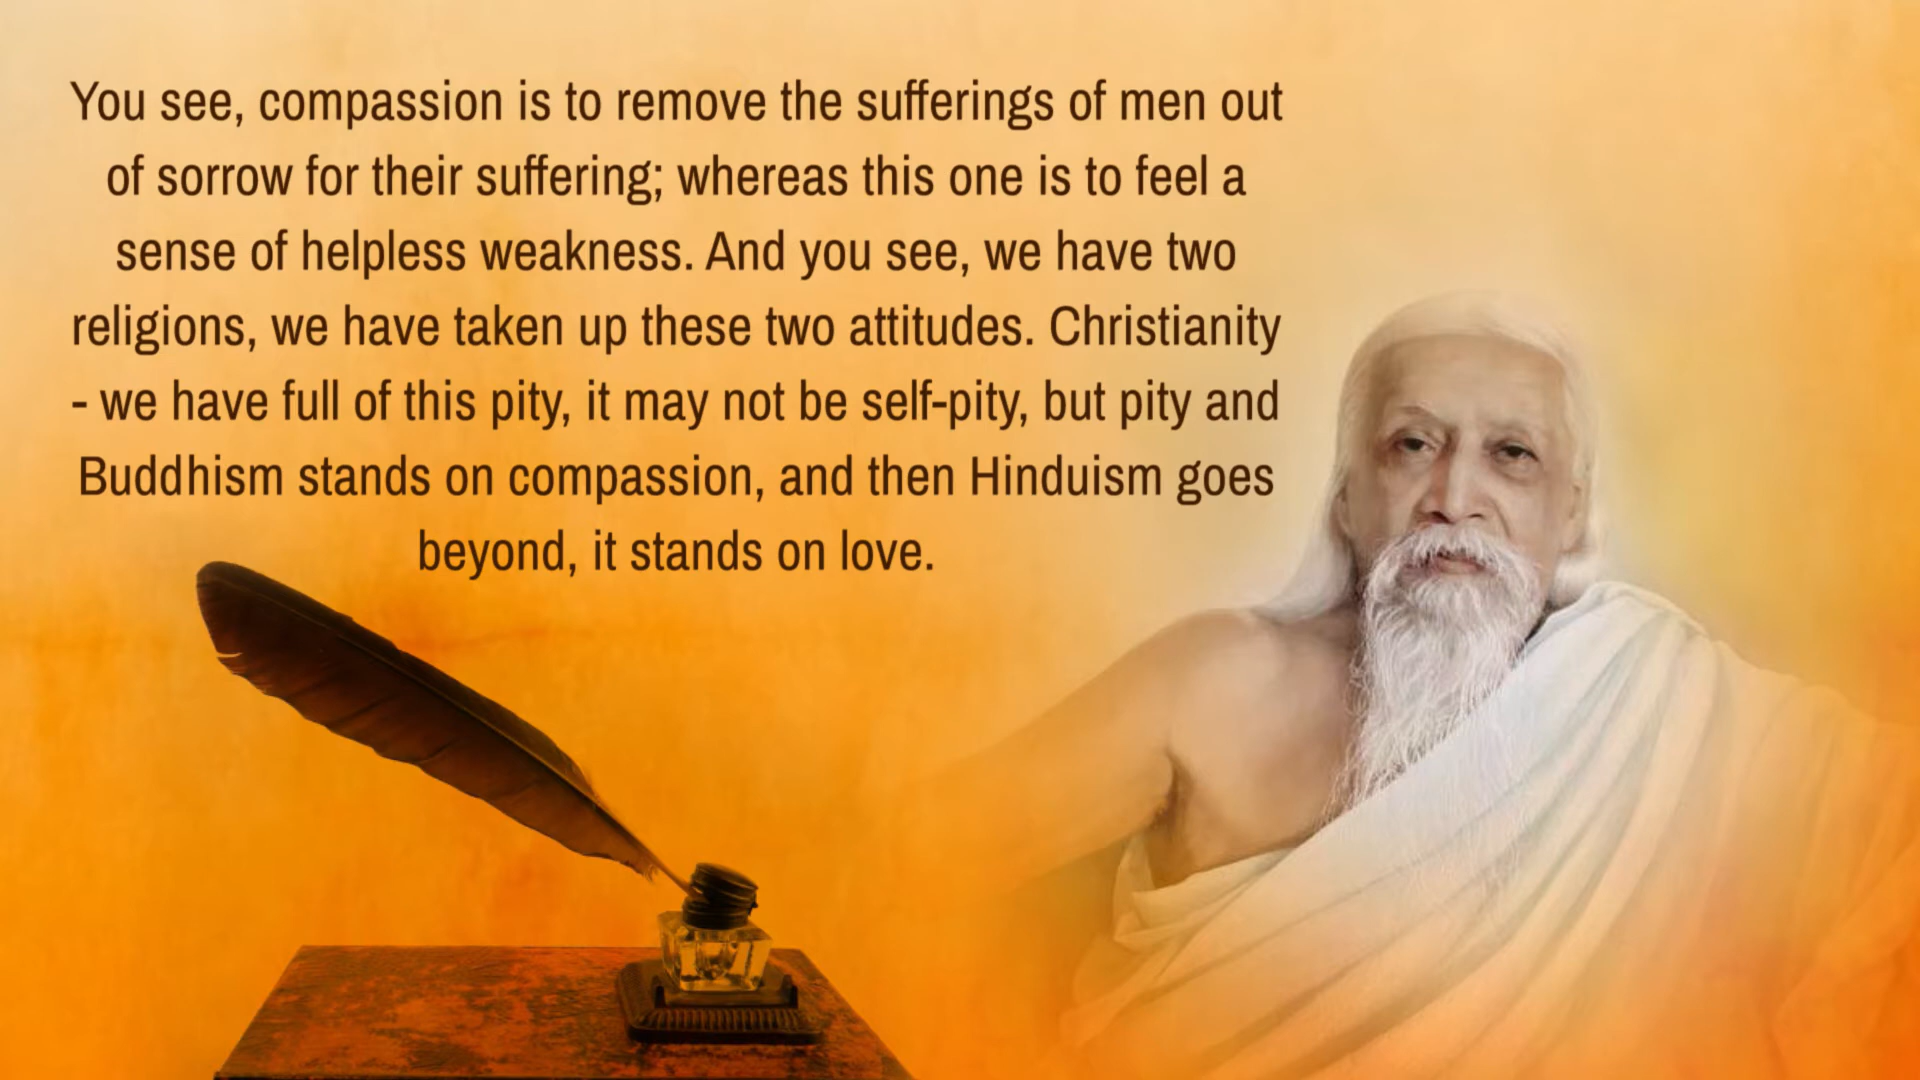 You see, compassion is to remove the sufferings of men out
of sorrow for their suffering; whereas this one is to feel a
sense of helpless weakness. And you see, we have two
religions, we have taken up these two attitudes. Christianity
- we have full of this pity, it may not be self-pity, but pity and
Buddhism stands on compassion, and then Hinduism goes
beyond, it stands on love.